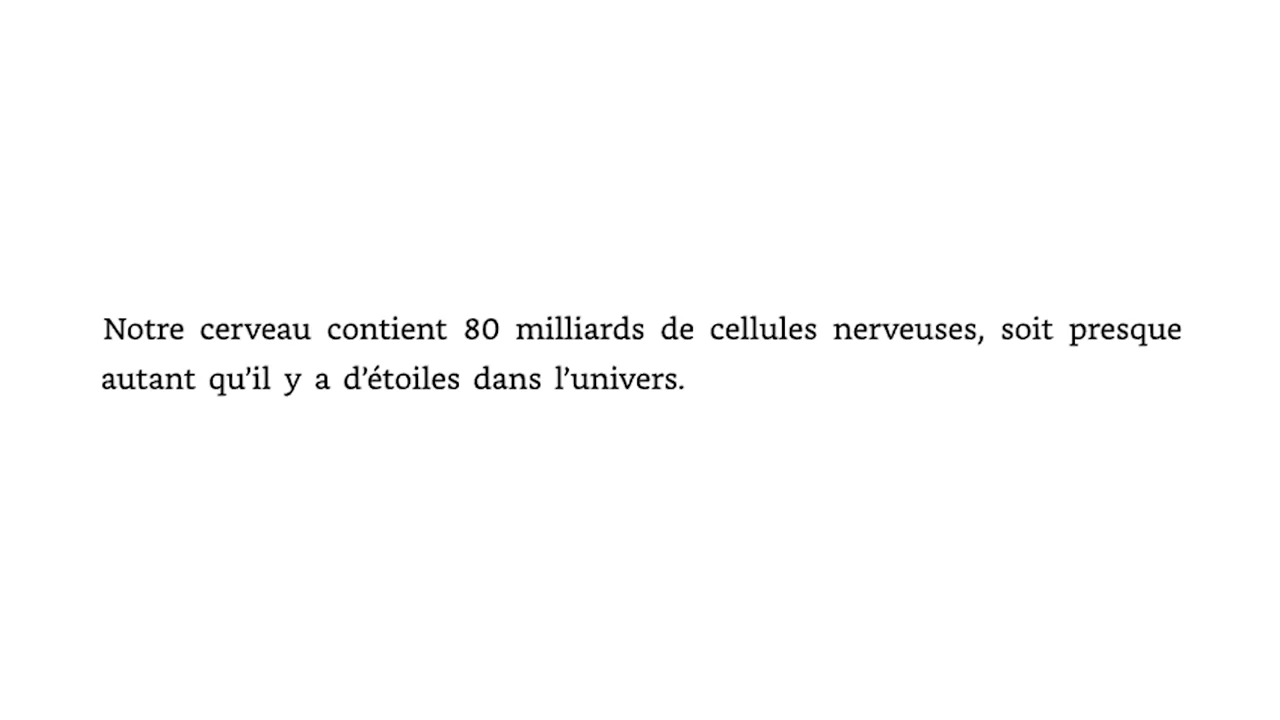 Notre cerveau contient 80 milliards de cellules nerveuses, soit presque
autant qu’il y a d’étoiles dans l’univers.